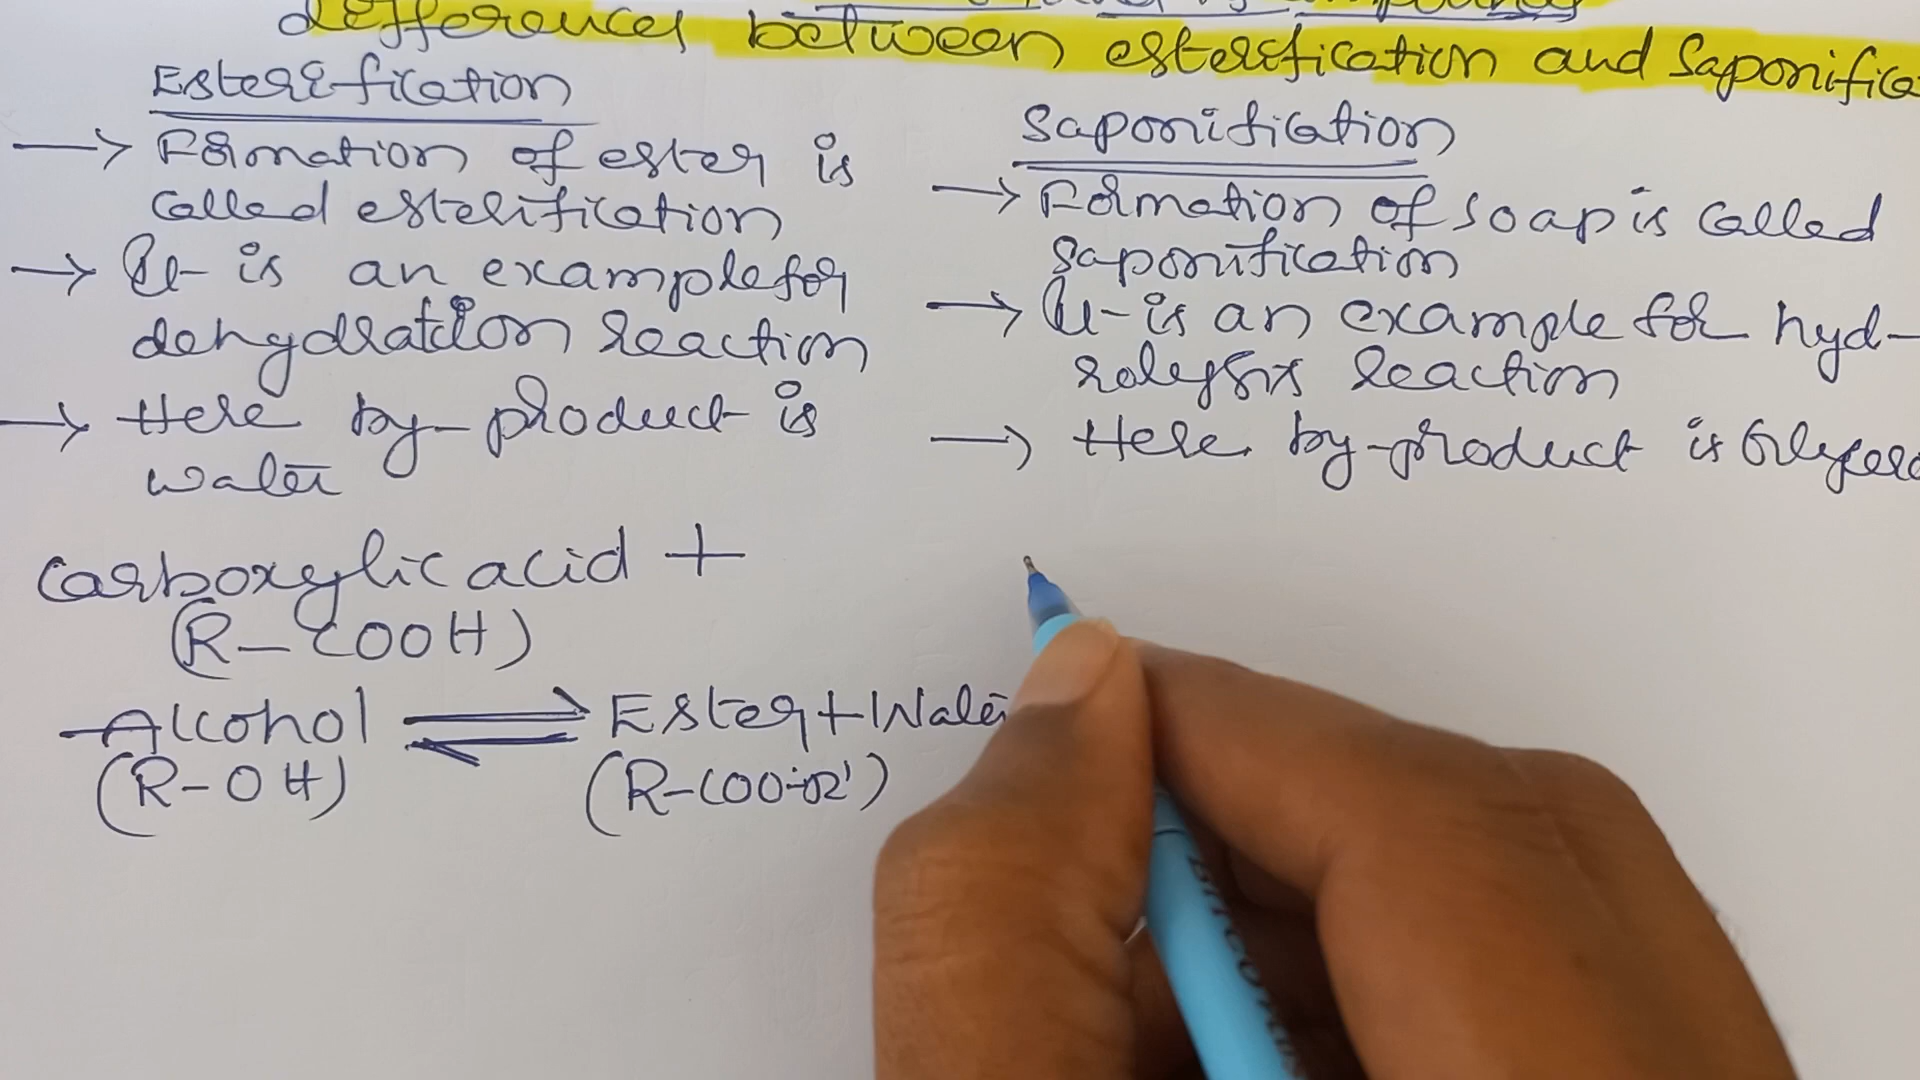 differences between esterification and Saponifica
Esterification
→ Formation of ester is
called esterification
→ It is an example for
dehydration reaction
→ Here by-product is
water
Carboxylic acid +
(R-COOH)
Alcohol ⇌ Ester + Water
(R-OH) (R-COO-R')
Saponification
→ Formation of soap is called
saponification
→ It is an example for hyd-
rolysis reaction
→ Here by-product is